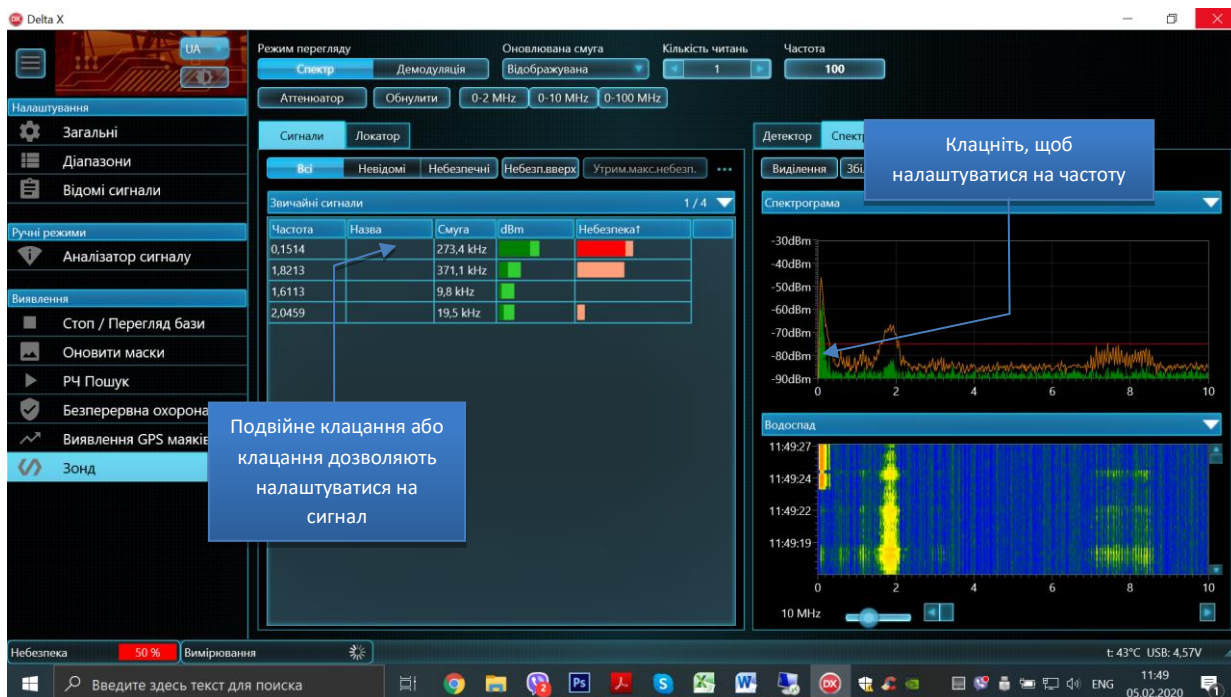 Delta X
UA
Налаштування
Загальні
Діапазони
Відомі сигнали
Ручні режими
Аналізатор сигналу
Виявлення
Стоп / Перегляд бази
Оновити маски
РЧ Пошук
Безперервна охорона
Виявлення GPS маяків
Зонд
Режим перегляду
Оновлювана смуга
Кількість читань
Частота
Спектр
Демодуляція
Відображувана
1
100
Аттенюатор
Обнулити
0-2 MHz
0-10 MHz
0-100 MHz
Сигнали
Локатор
Всі
Невідомі
Небезпечні
Небезп.вверх
Утрим.макс.небезп.
...
Звичайні сигнали
1 / 4
Частота Назва Смуга dBm Небезпека↑
0,1514 273,4 kHz
1,8213 371,1 kHz
1,6113 9,8 kHz
2,0459 19,5 kHz
Подвійне клацання або
клацання дозволяють
налаштуватися на
сигнал
Детектор
Клацніть, щоб
налаштуватися на частоту
Виділення
Спектрограма
-30dBm
-40dBm
-50dBm
-60dBm
-70dBm
-80dBm
-90dBm
0 2 4 6 8 10
Водоспад
11:49:27
11:49:24
11:49:22
11:49:19
0 2 4 6 8 10
10 MHz
Небезпека
50 %
Вимірювання
t: 43°C USB: 4,57V
Введите здесь текст для поиска
ENG
11:49
05.02.2020